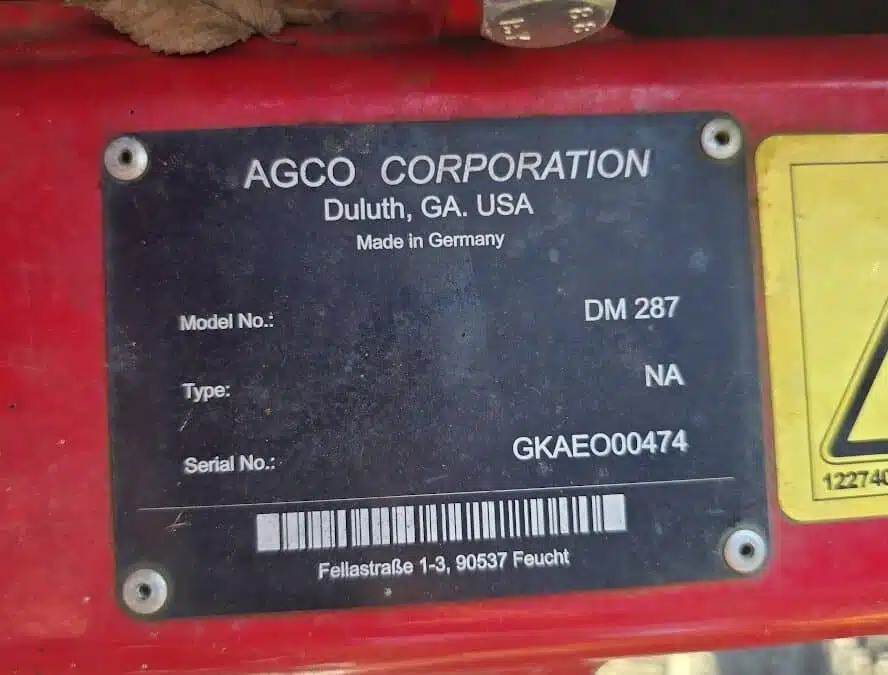 AGCO CORPORATION
Duluth, GA. USA
Made in Germany
Model No.: DM 287
Type: NA
Serial No.: GKAEO00474
Fellastraße 1-3, 90537 Feucht